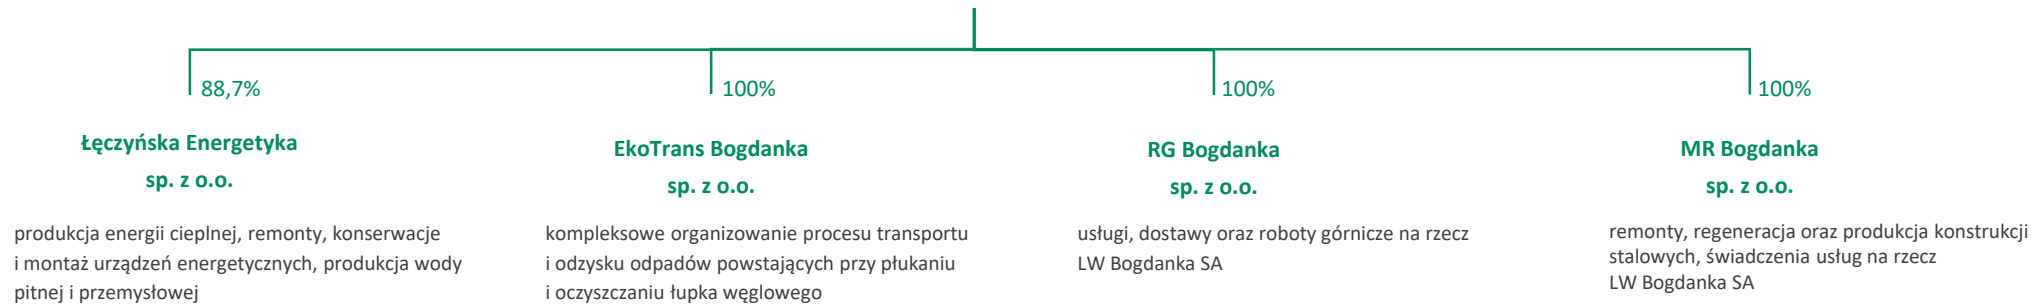 88,7%
Łęczyńska Energetyka
sp. z o.o.
produkcja energii cieplnej, remonty, konserwacje
i montaż urządzeń energetycznych, produkcja wody
pitnej i przemysłowej
100%
EkoTrans Bogdanka
sp. z o.o.
kompleksowe organizowanie procesu transportu
i odzysku odpadów powstających przy płukaniu
i oczyszczaniu łupka węglowego
100%
RG Bogdanka
sp. z o.o.
usługi, dostawy oraz roboty górnicze na rzecz
LW Bogdanka SA
100%
MR Bogdanka
sp. z o.o.
remonty, regeneracja oraz produkcja konstrukcji
stalowych, świadczenia usług na rzecz
LW Bogdanka SA